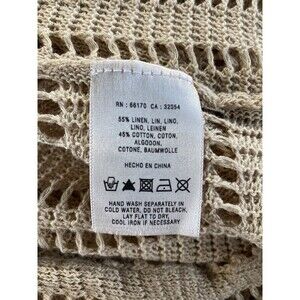 RN : 66170 CA : 32054
55% LINEN, LIN, LINO,
LINO, LEINEN
45% COTTON, COTON,
ALGODON,
COTONE, BAUMWOLLE
HECHO EN CHINA
HAND WASH SEPARATELY IN
COLD WATER, DO NOT BLEACH,
LAY FLAT TO DRY.
COOL IRON IF NECESSARY